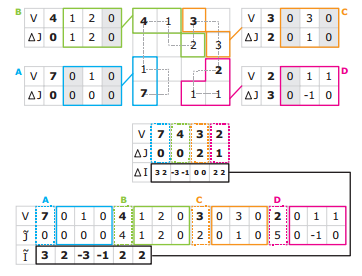 B V 4 1 2 0
ΔJ 0 1 2 0
4 1 3
2 3
1 2
7 1 1
V 3 0 3 0 C
ΔJ 2 0 1 0
A V 7 0 1 0
ΔJ 0 0 0 0
V 2 0 1 1 D
ΔJ 3 0 -1 0
V 7 4 3 2
ΔJ 0 0 2 1
ΔI 3 2 -3 -1 0 0 2 2
A B C D
V 7 0 1 0 4 1 2 0 3 0 3 0 2 0 1 1
J̃ 0 0 0 0 4 1 2 0 2 0 1 0 5 0 -1 0
Ĩ 3 2 -3 -1 2 2